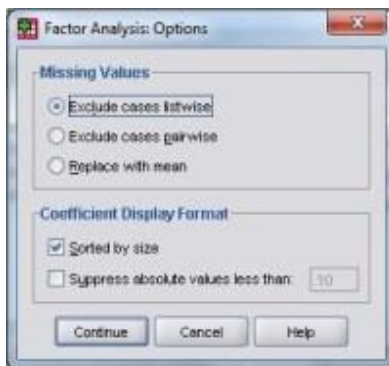 Factor Analysis: Options
Missing Values
Exclude cases listwise
Exclude cases pairwise
Replace with mean
Coefficient Display Format
Sorted by size
Suppress absolute values less than: .10
Continue Cancel Help